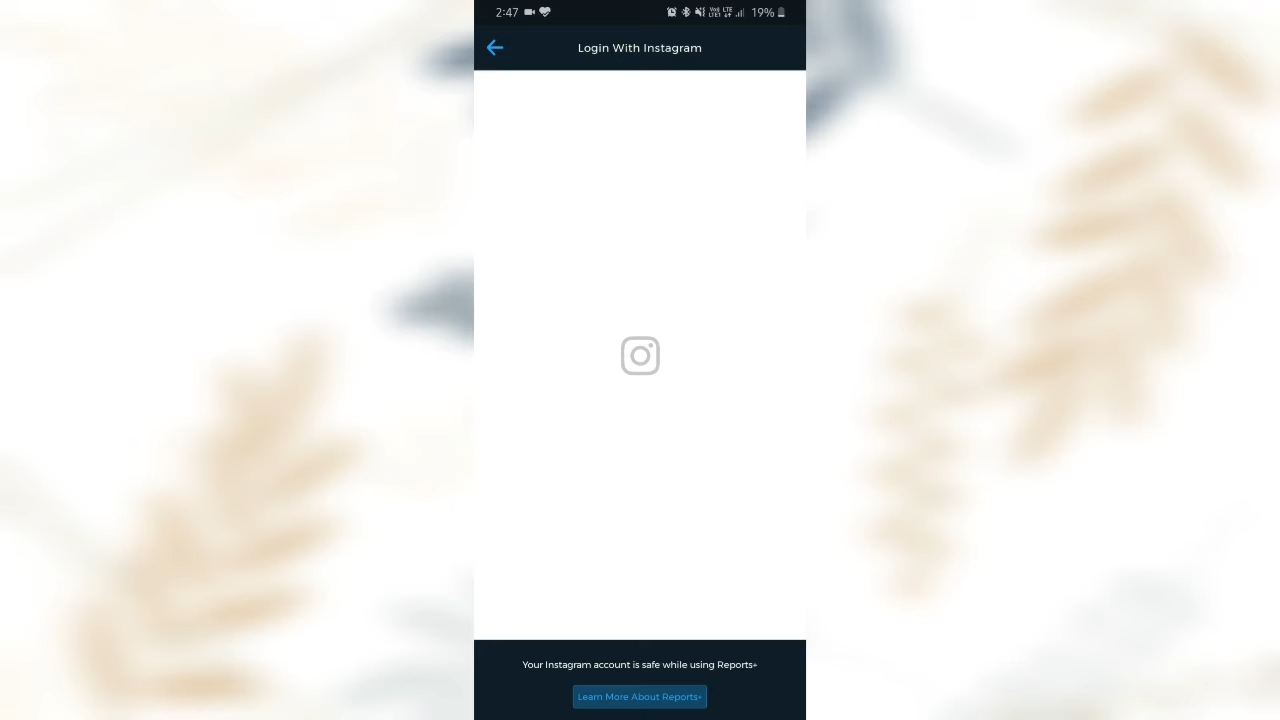 2:47 19%
Login With Instagram
Your Instagram account is safe while using Reports+
Learn More About Reports+